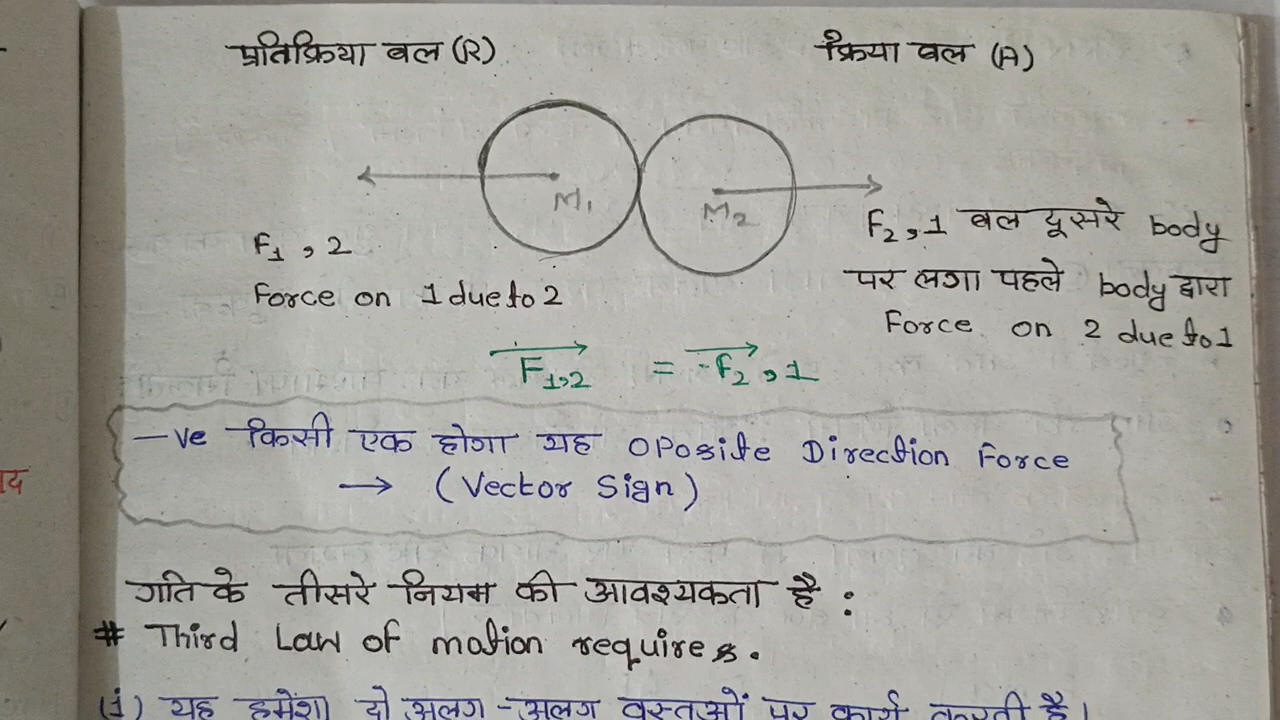 प्रतिक्रिया बल (R)
क्रिया बल (A)
M₁
M₂
F₁,2
Force on 1 due to 2
F₂,1 बल दूसरे body
पर लगा पहले body द्वारा
Force on 2 due to 1
F₁,₂ = -F₂,1
-ve किसी एक होगा यह Oposite Direction Force
→ (Vector Sign)
गति के तीसरे नियम की आवश्यकता है :
# Third Law of motion requires.
(i) यह हमेशा दो अलग-अलग वस्तुओं पर कार्य करती है।